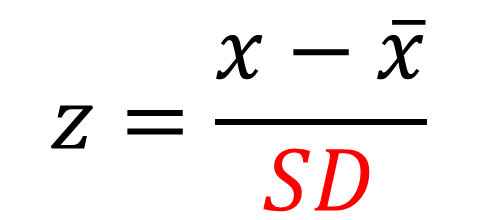 z = x − x̄
SD